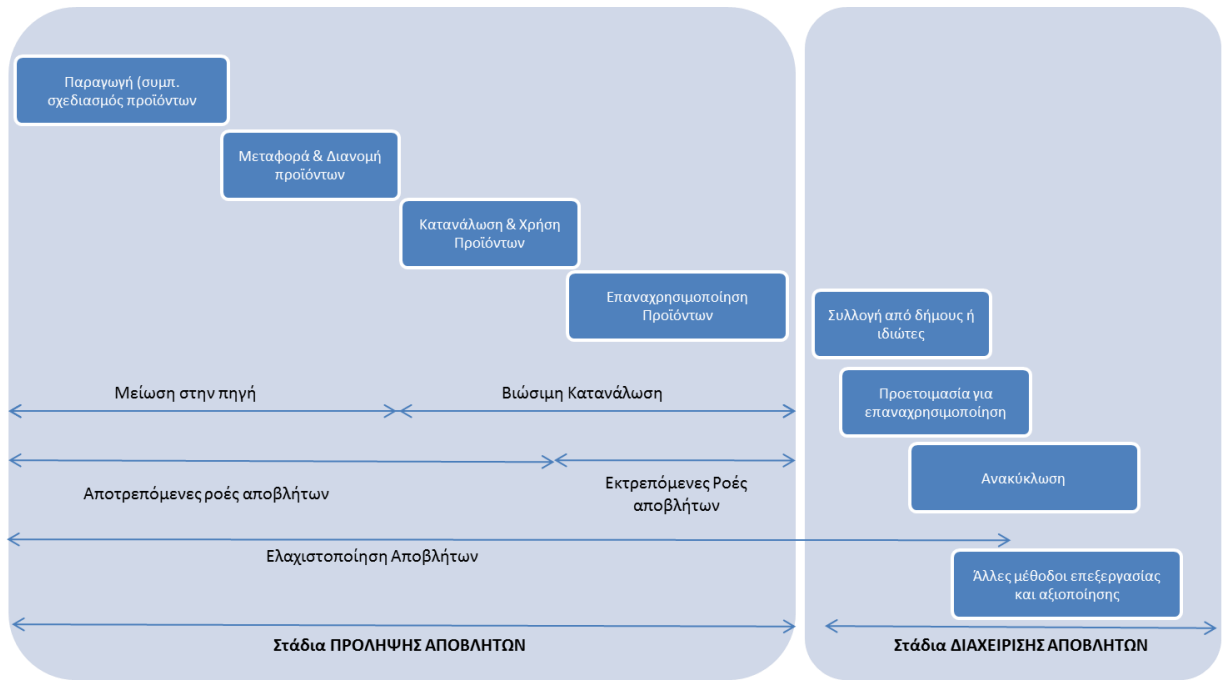 Παραγωγή (συμπ.
σχεδιασμός προϊόντων
Μεταφορά & Διανομή
προϊόντων
Κατανάλωση & Χρήση
Προϊόντων
Επαναχρησιμοποίηση
Προϊόντων
Συλλογή από δήμους ή
ιδιώτες
Προετοιμασία για
επαναχρησιμοποίηση
Ανακύκλωση
Άλλες μέθοδοι επεξεργασίας
και αξιοποίησης
Μείωση στην πηγή
Βιώσιμη Κατανάλωση
Αποτρεπόμενες ροές αποβλήτων
Εκτρεπόμενες Ροές
αποβλήτων
Ελαχιστοποίηση Αποβλήτων
Στάδια ΠΡΟΛΗΨΗΣ ΑΠΟΒΛΗΤΩΝ
Στάδια ΔΙΑΧΕΙΡΙΣΗΣ ΑΠΟΒΛΗΤΩΝ